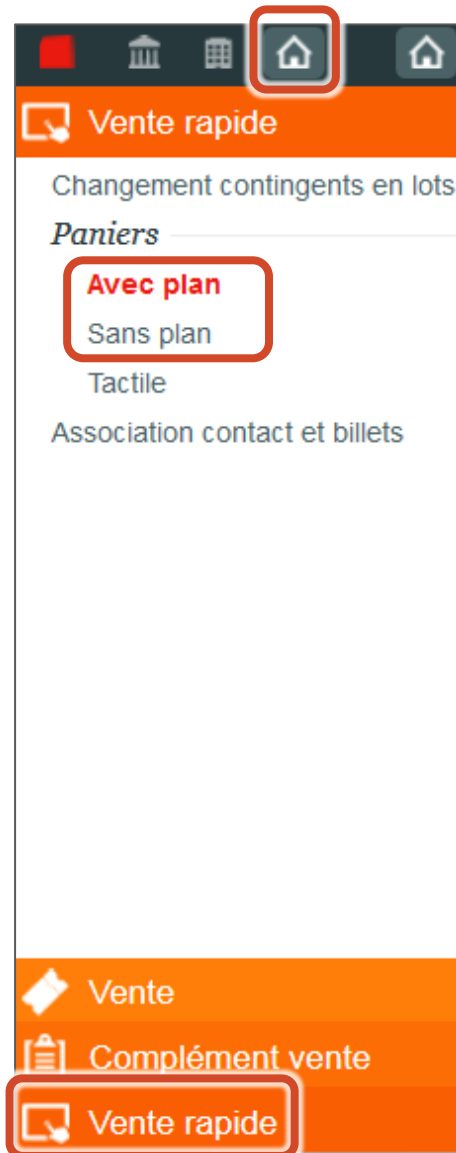 Vente rapide
Changement contingents en lots
Paniers
Avec plan
Sans plan
Tactile
Association contact et billets
Vente
Complément vente
Vente rapide